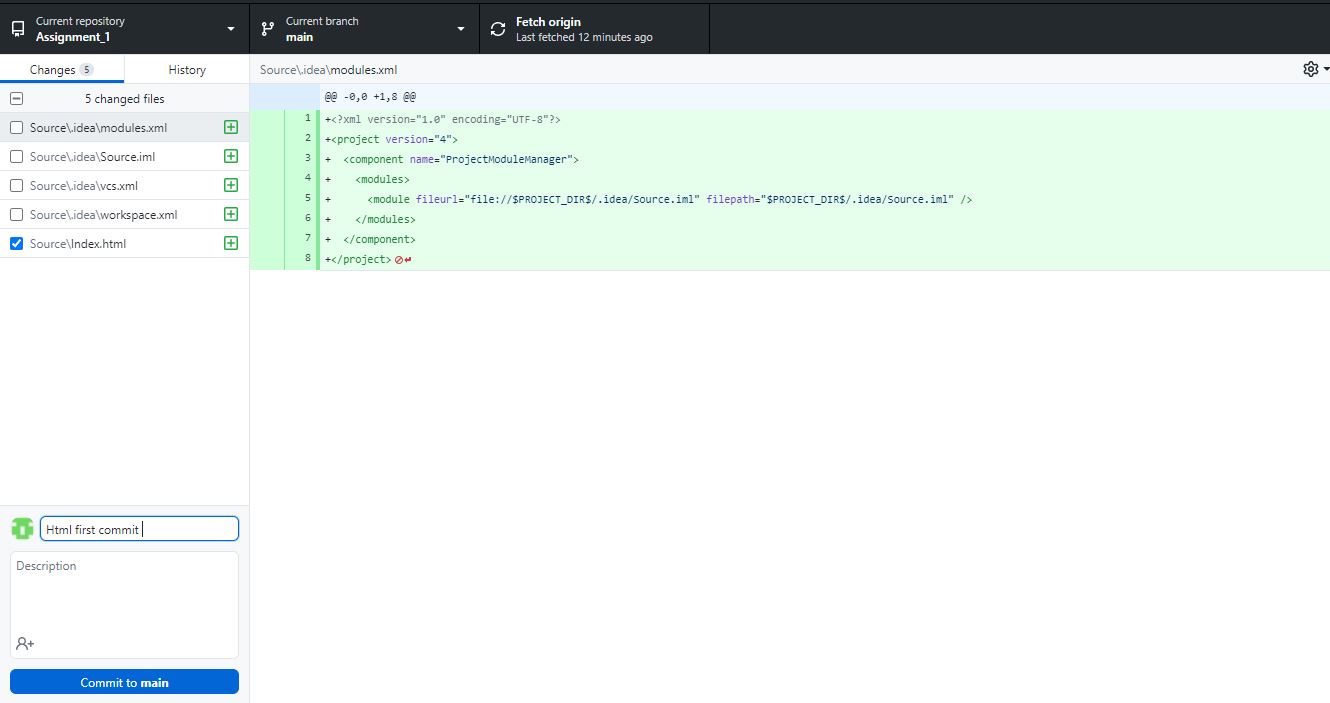 Current repository
Assignment_1
Current branch
main
Fetch origin
Last fetched 12 minutes ago
Changes 5
History
Source\.idea\modules.xml
5 changed files
@@ -0,0 +1,8 @@
Source\.idea\modules.xml
Source\.idea\Source.iml
Source\.idea\vcs.xml
Source\.idea\workspace.xml
Source\Index.html
1 +<?xml version="1.0" encoding="UTF-8"?>
2 +<project version="4">
3 +  <component name="ProjectModuleManager">
4 +    <modules>
5 +      <module fileurl="file://$PROJECT_DIR$/.idea/Source.iml" filepath="$PROJECT_DIR$/.idea/Source.iml" />
6 +    </modules>
7 +  </component>
8 +</project>
Html first commit
Description
Commit to main